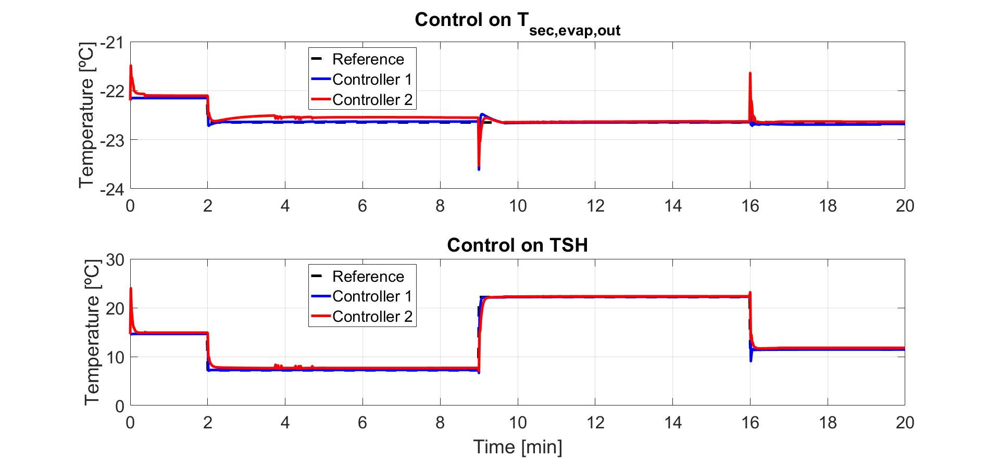 Control on Tsec,evap,out
Temperature [ºC]
-21
-22
-23
-24
Reference
Controller 1
Controller 2
0 2 4 6 8 10 12 14 16 18 20
Control on TSH
Temperature [ºC]
30
20
10
0
Reference
Controller 1
Controller 2
0 2 4 6 8 10 12 14 16 18 20
Time [min]